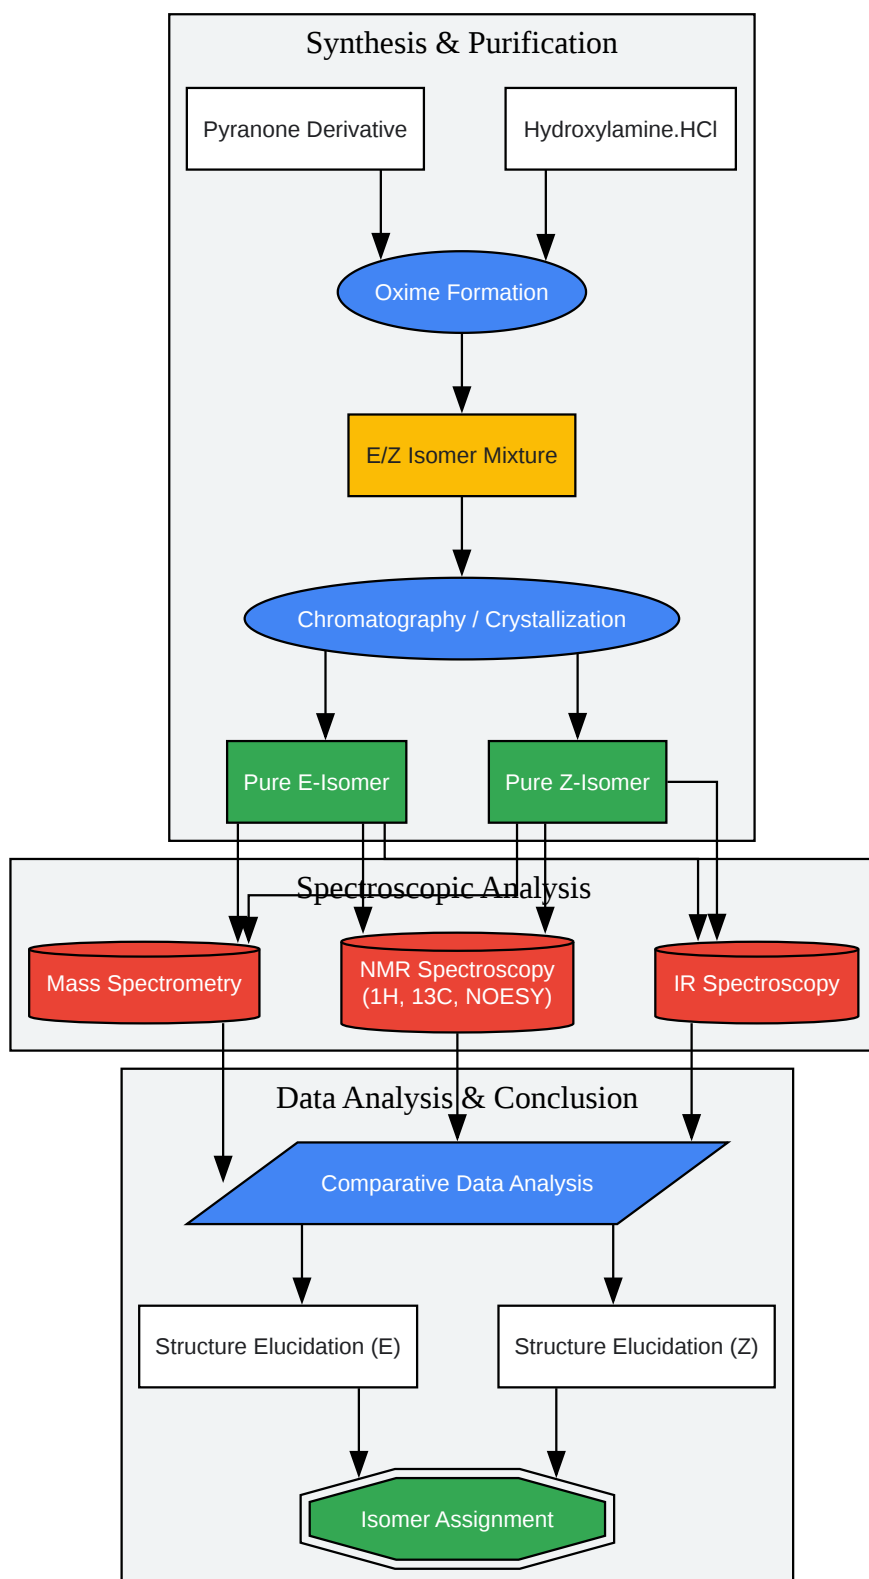 Synthesis & Purification
Pyranone Derivative
Hydroxylamine.HCl
Oxime Formation
E/Z Isomer Mixture
Chromatography / Crystallization
Pure E-Isomer
Pure Z-Isomer
Spectroscopic Analysis
Mass Spectrometry
NMR Spectroscopy
(1H, 13C, NOESY)
IR Spectroscopy
Data Analysis & Conclusion
Comparative Data Analysis
Structure Elucidation (E)
Structure Elucidation (Z)
Isomer Assignment